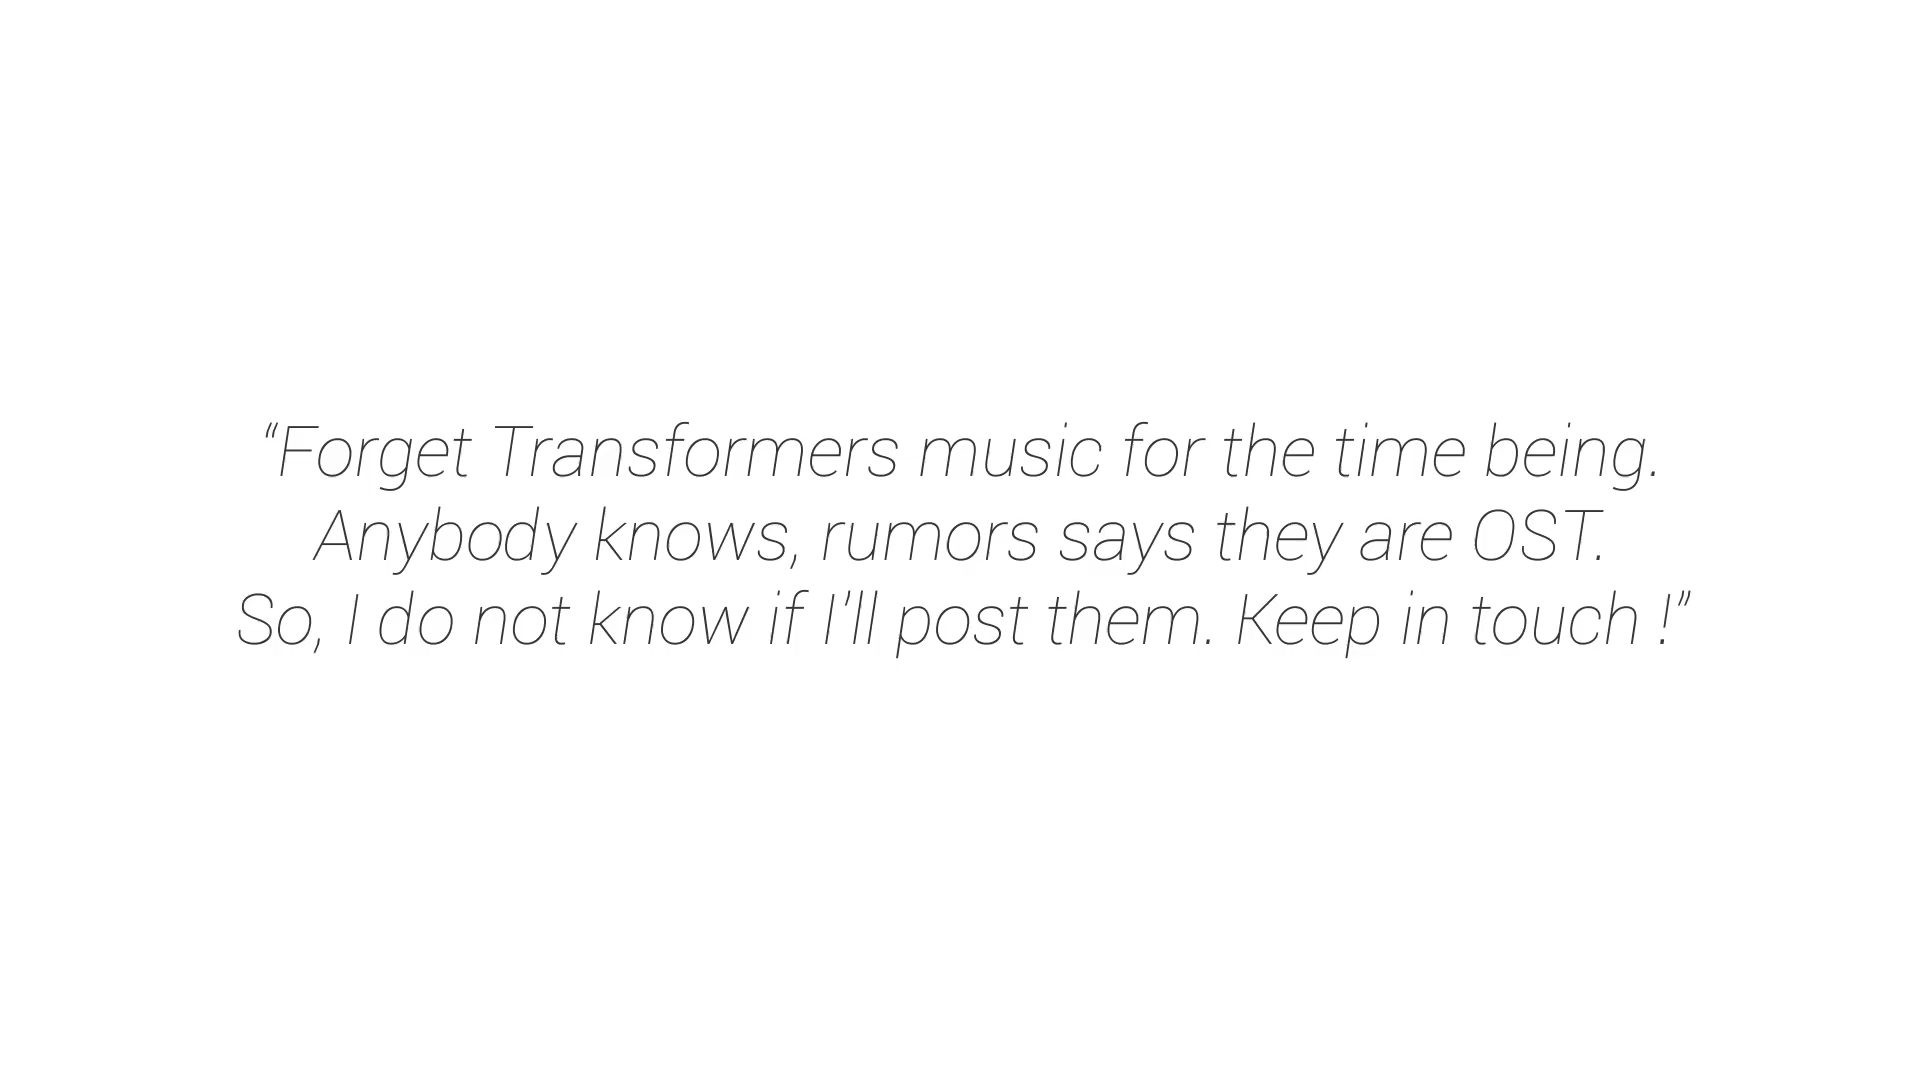 “Forget Transformers music for the time being.
Anybody knows, rumors says they are OST.
So, I do not know if I’ll post them. Keep in touch !”